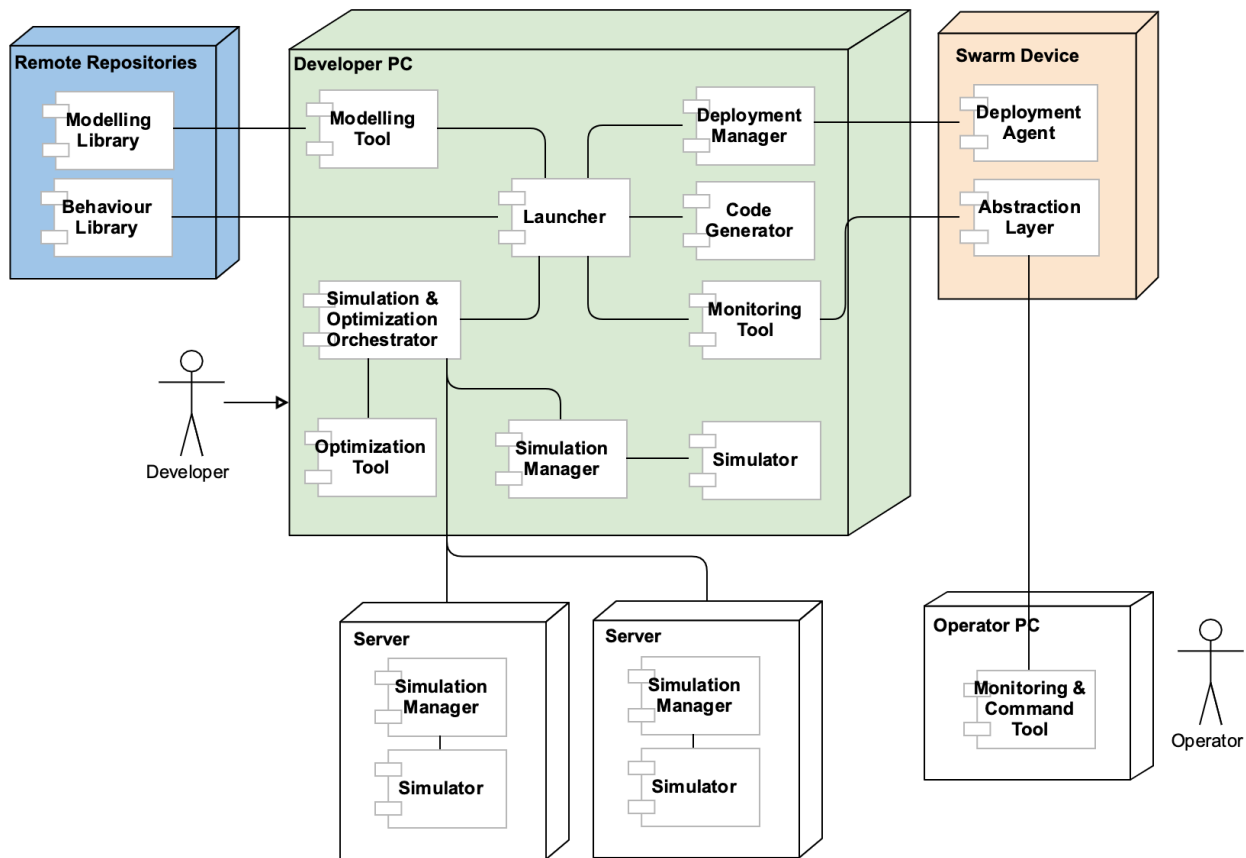 Remote Repositories
Modelling
Library
Behaviour
Library
Developer PC
Modelling
Tool
Deployment
Manager
Launcher
Code
Generator
Simulation &
Optimization
Orchestrator
Monitoring
Tool
Optimization
Tool
Simulation
Manager
Simulator
Swarm Device
Deployment
Agent
Abstraction
Layer
Developer
Server
Simulation
Manager
Simulator
Server
Simulation
Manager
Simulator
Operator PC
Monitoring &
Command
Tool
Operator